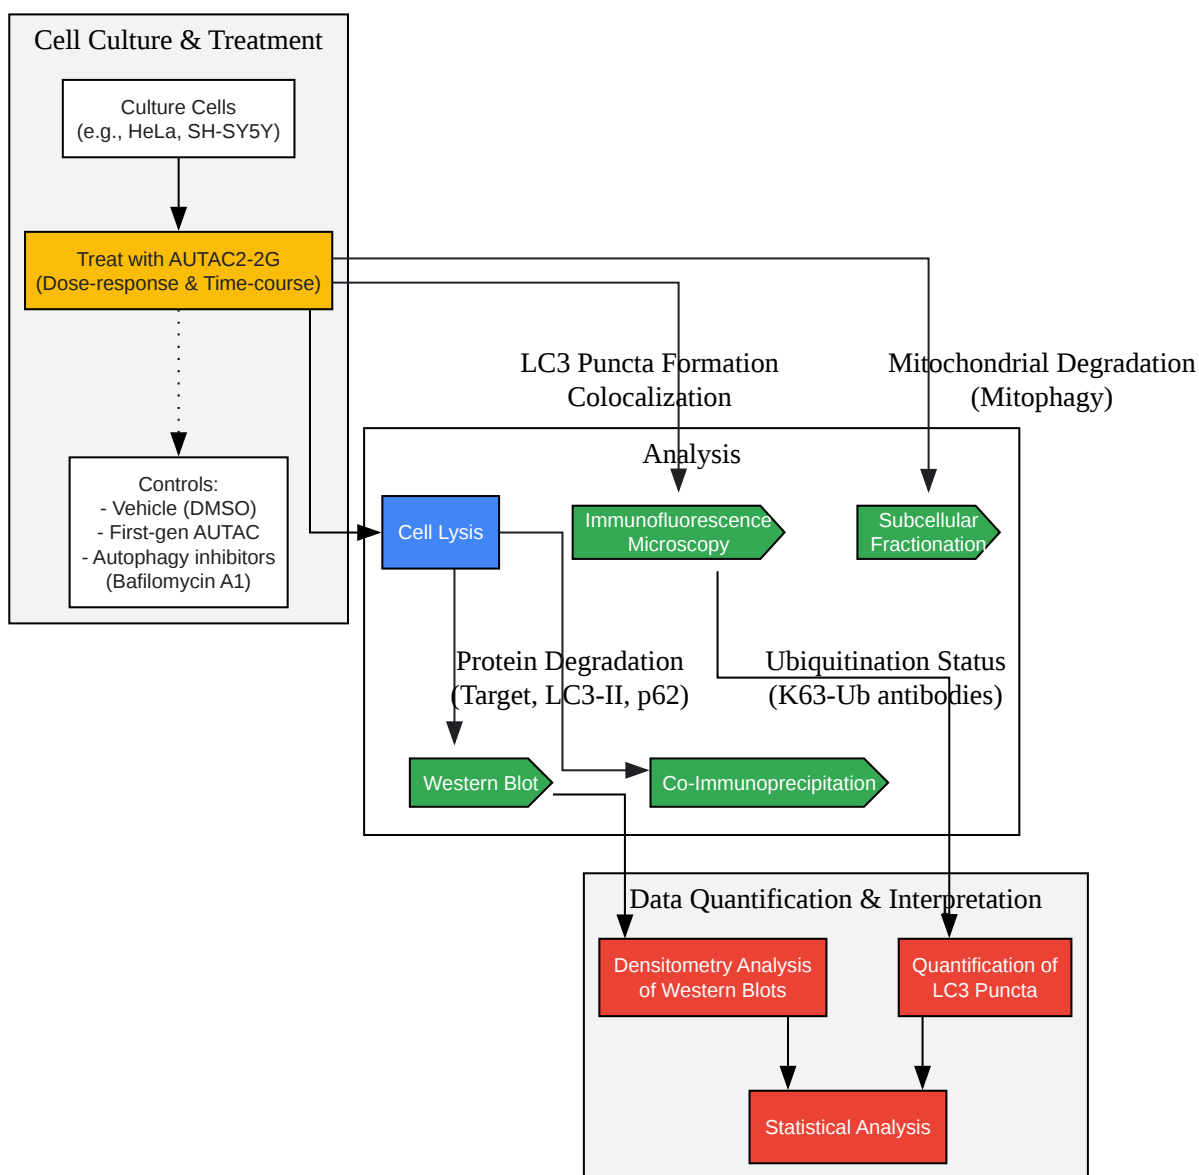 Cell Culture & Treatment
Culture Cells
(e.g., HeLa, SH-SY5Y)
Treat with AUTAC2-2G
(Dose-response & Time-course)
LC3 Puncta Formation
Colocalization
Mitochondrial Degradation
(Mitophagy)
Controls:
- Vehicle (DMSO)
- First-gen AUTAC
- Autophagy inhibitors
(Bafilomycin A1)
Analysis
Cell Lysis
Immunofluorescence
Microscopy
Subcellular
Fractionation
Protein Degradation
(Target, LC3-II, p62)
Ubiquitination Status
(K63-Ub antibodies)
Western Blot
Co-Immunoprecipitation
Data Quantification & Interpretation
Densitometry Analysis
of Western Blots
Quantification of
LC3 Puncta
Statistical Analysis